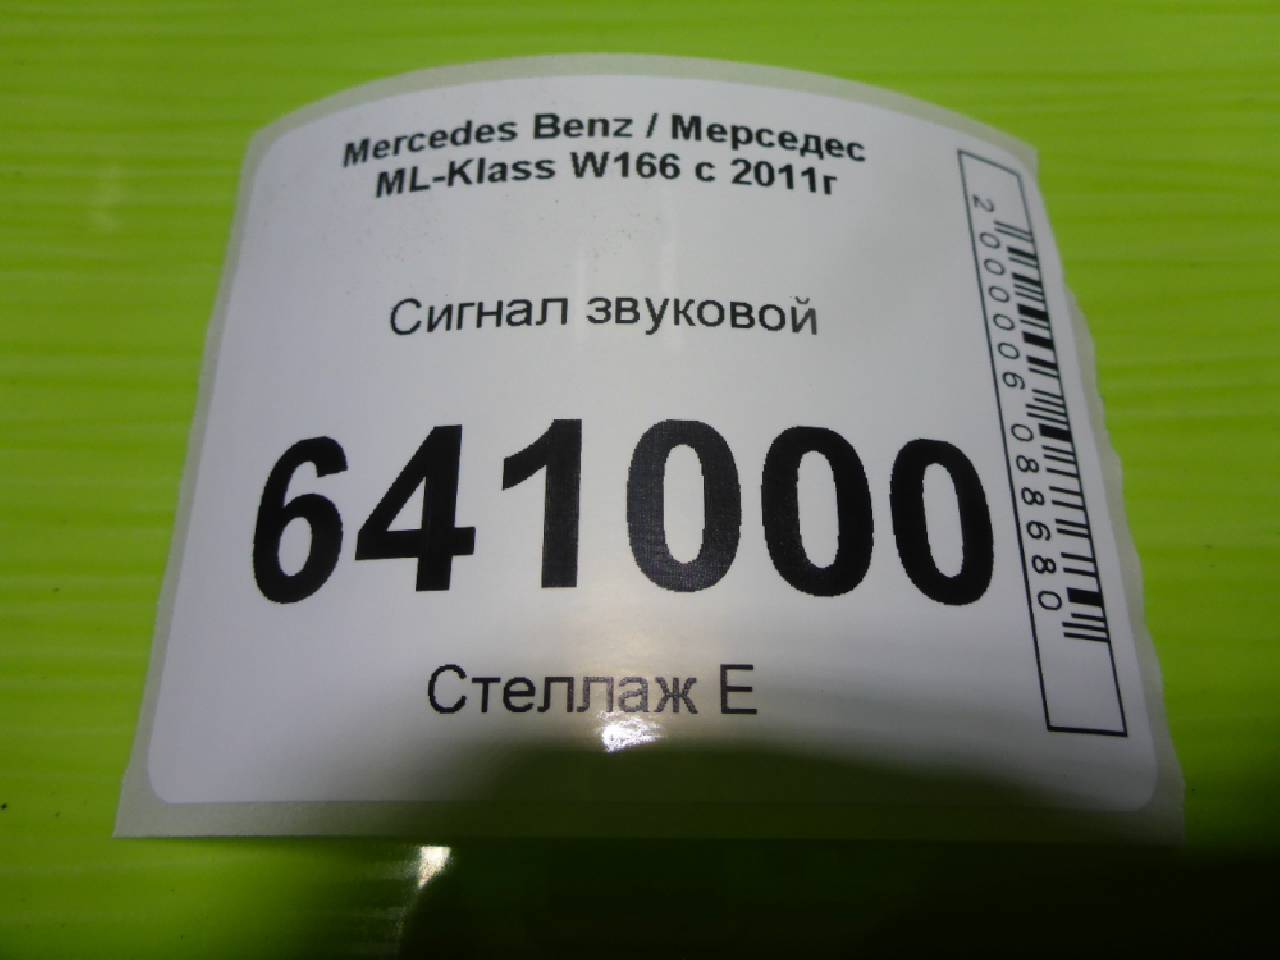 Mercedes Benz / Мерседес
ML-Klass W166 с 2011г
Сигнал звуковой
641000
Стеллаж Е
2000006088680